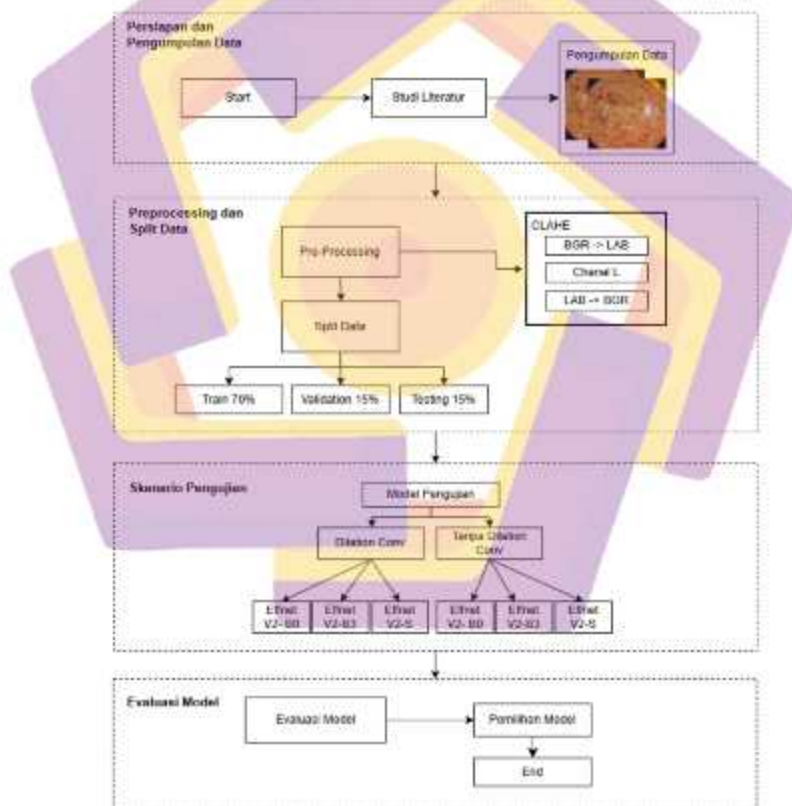 Persiapan dan
Pengumpulan Data
Start
Studi Literatur
Pengumpulan Data
Preprocessing dan
Split Data
Pre-Processing
CLAHE
BGR -> LAB
Chanel L
LAB -> BGR
Split Data
Train 70%
Validation 15%
Testing 15%
Skenario Pengujian
Model Pengujian
Dilation Conv
Tanpa Dilation
Conv
Effnet
V2- B0
Effnet
V2-B3
Effnet
V2-S
Effnet
V2- B0
Effnet
V2-B3
Effnet
V2-S
Evaluasi Model
Evaluasi Model
Pemilihan Model
End